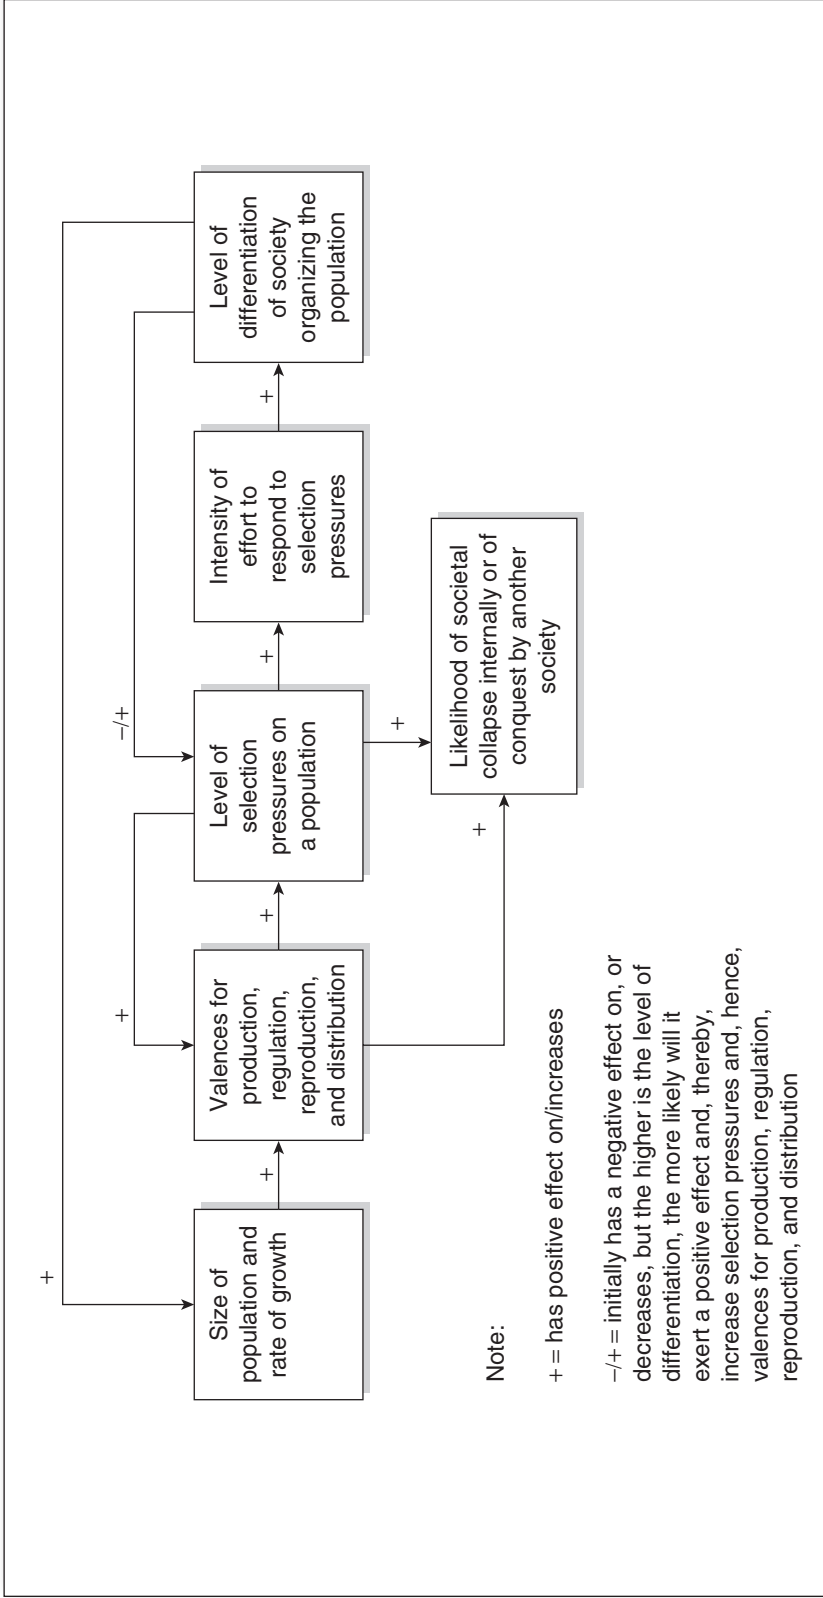 +
–/+
+
Size of
population and
rate of growth
+
Valences for
production,
regulation,
reproduction,
and distribution
+
Level of
selection
pressures on
a population
+
Intensity of
effort to
respond to
selection
pressures
+
Level of
differentiation
of society
organizing the
population
+
+
Likelihood of societal
collapse internally or of
conquest by another
society
Note:
+ = has positive effect on/increases
–/+ = initially has a negative effect on, or
decreases, but the higher is the level of
differentiation, the more likely will it
exert a positive effect and, thereby,
increase selection pressures and, hence,
valences for production, regulation,
reproduction, and distribution